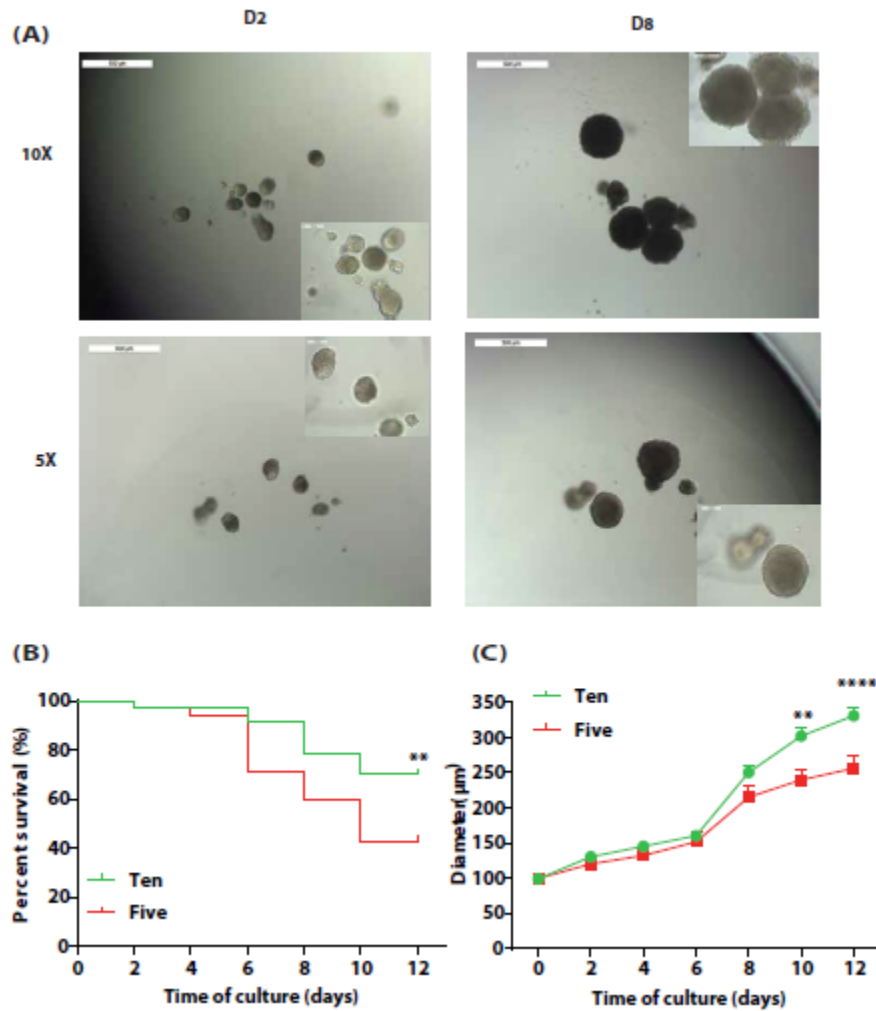 D2
D8
(A)
10X
5X
(B)
(C)
Percent survival (%)
100
80
60
40
20
0
**
Ten
Five
0 2 4 6 8 10 12
Time of culture (days)
Diameter(µm)
350
300
250
200
150
100
50
0
Ten
Five
**
****
0 2 4 6 8 10 12
Time of culture (days)